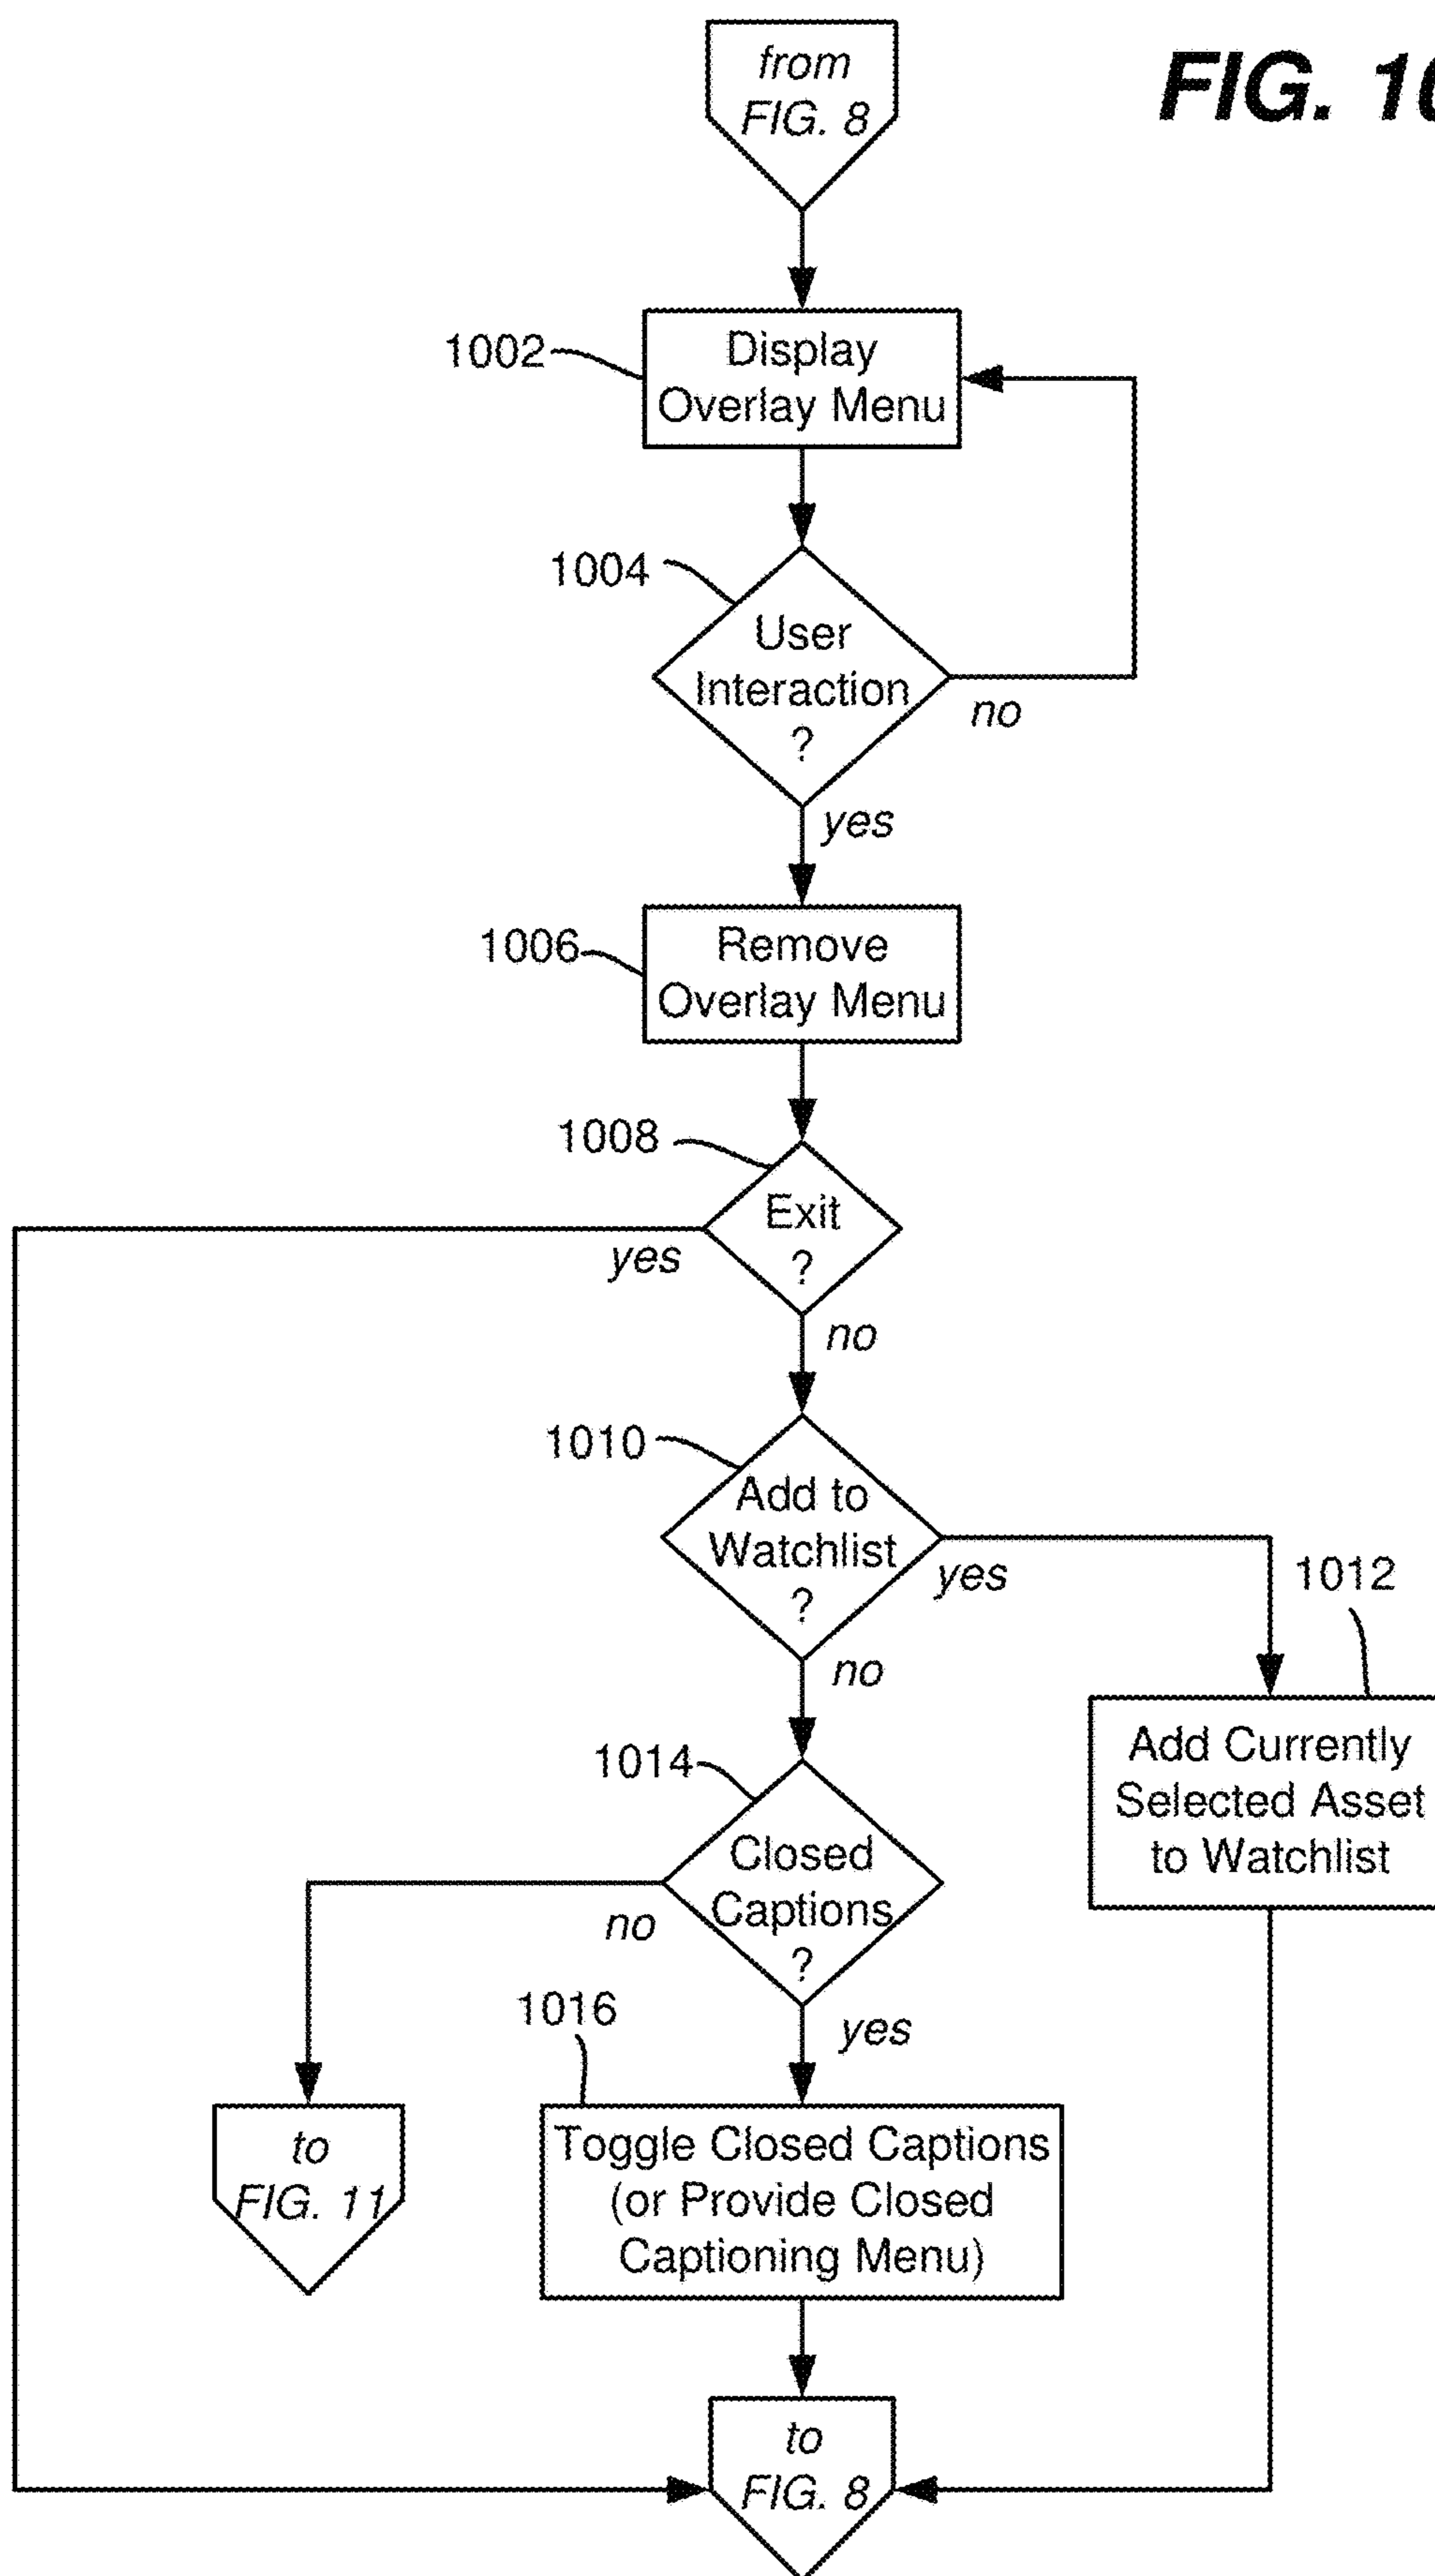 from
FIG. 8
FIG. 10
1002
Display
Overlay Menu
1004
User
Interaction
?
no
yes
1006
Remove
Overlay Menu
1008
Exit
?
yes
no
1010
Add to
Watchlist
?
yes
no
1012
Add Currently
Selected Asset
to Watchlist
1014
Closed
Captions
?
no
yes
1016
to
FIG. 11
Toggle Closed Captions
(or Provide Closed
Captioning Menu)
to
FIG. 8